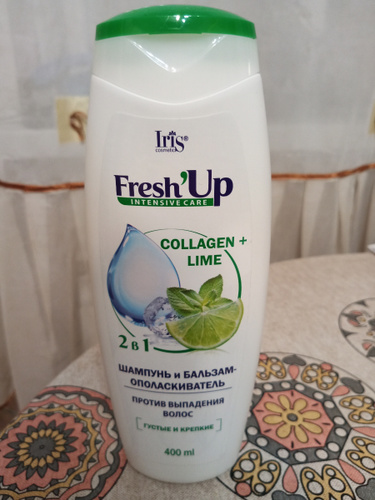 Iris®
cosmetic
Fresh'Up
INTENSIVE CARE
COLLAGEN +
LIME
2 в 1
ШАМПУНЬ и БАЛЬЗАМ-
ОПОЛАСКИВАТЕЛЬ
ПРОТИВ ВЫПАДЕНИЯ
ВОЛОС
ГУСТЫЕ И КРЕПКИЕ
400 ml